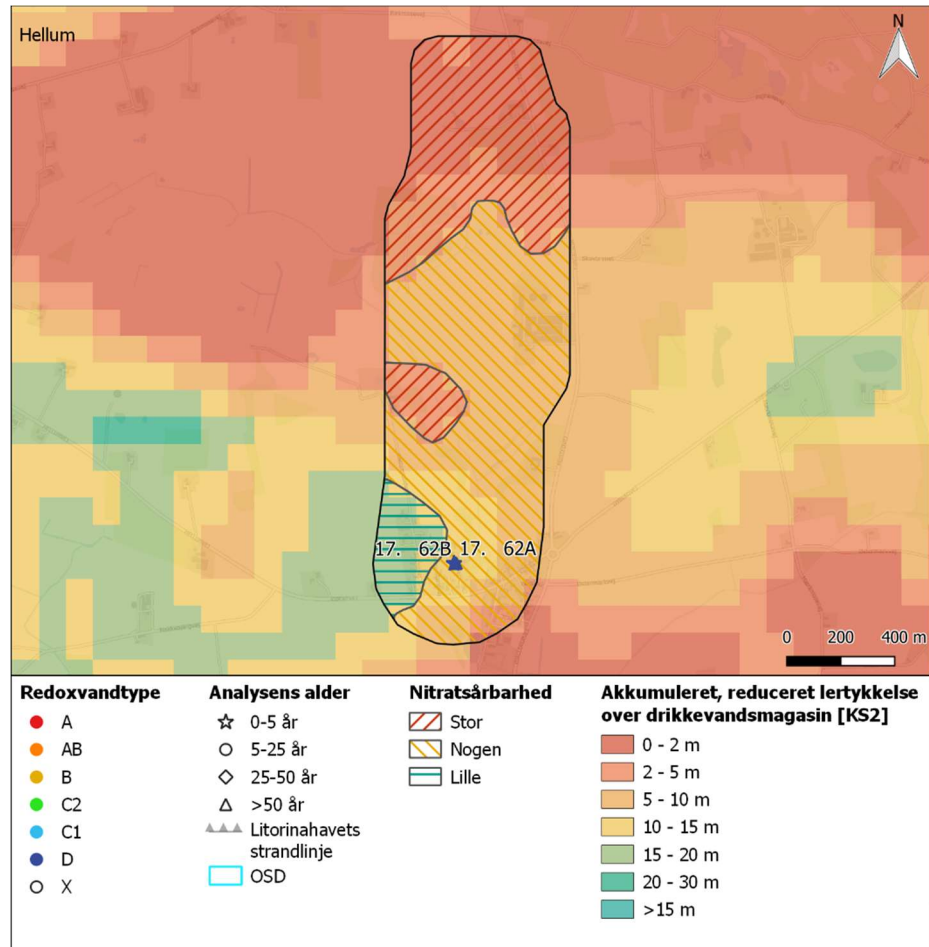 Hellum
N
17. 62B 17. 62A
0 200 400 m
Redoxvandtype
A
AB
B
C2
C1
D
X
Analysens alder
0-5 år
5-25 år
25-50 år
>50 år
Litorinahavets
strandlinje
OSD
Nitratsårbarhed
Stor
Nogen
Lille
Akkumuleret, reduceret lertykkelse
over drikkevandsmagasin [KS2]
0 - 2 m
2 - 5 m
5 - 10 m
10 - 15 m
15 - 20 m
20 - 30 m
>15 m